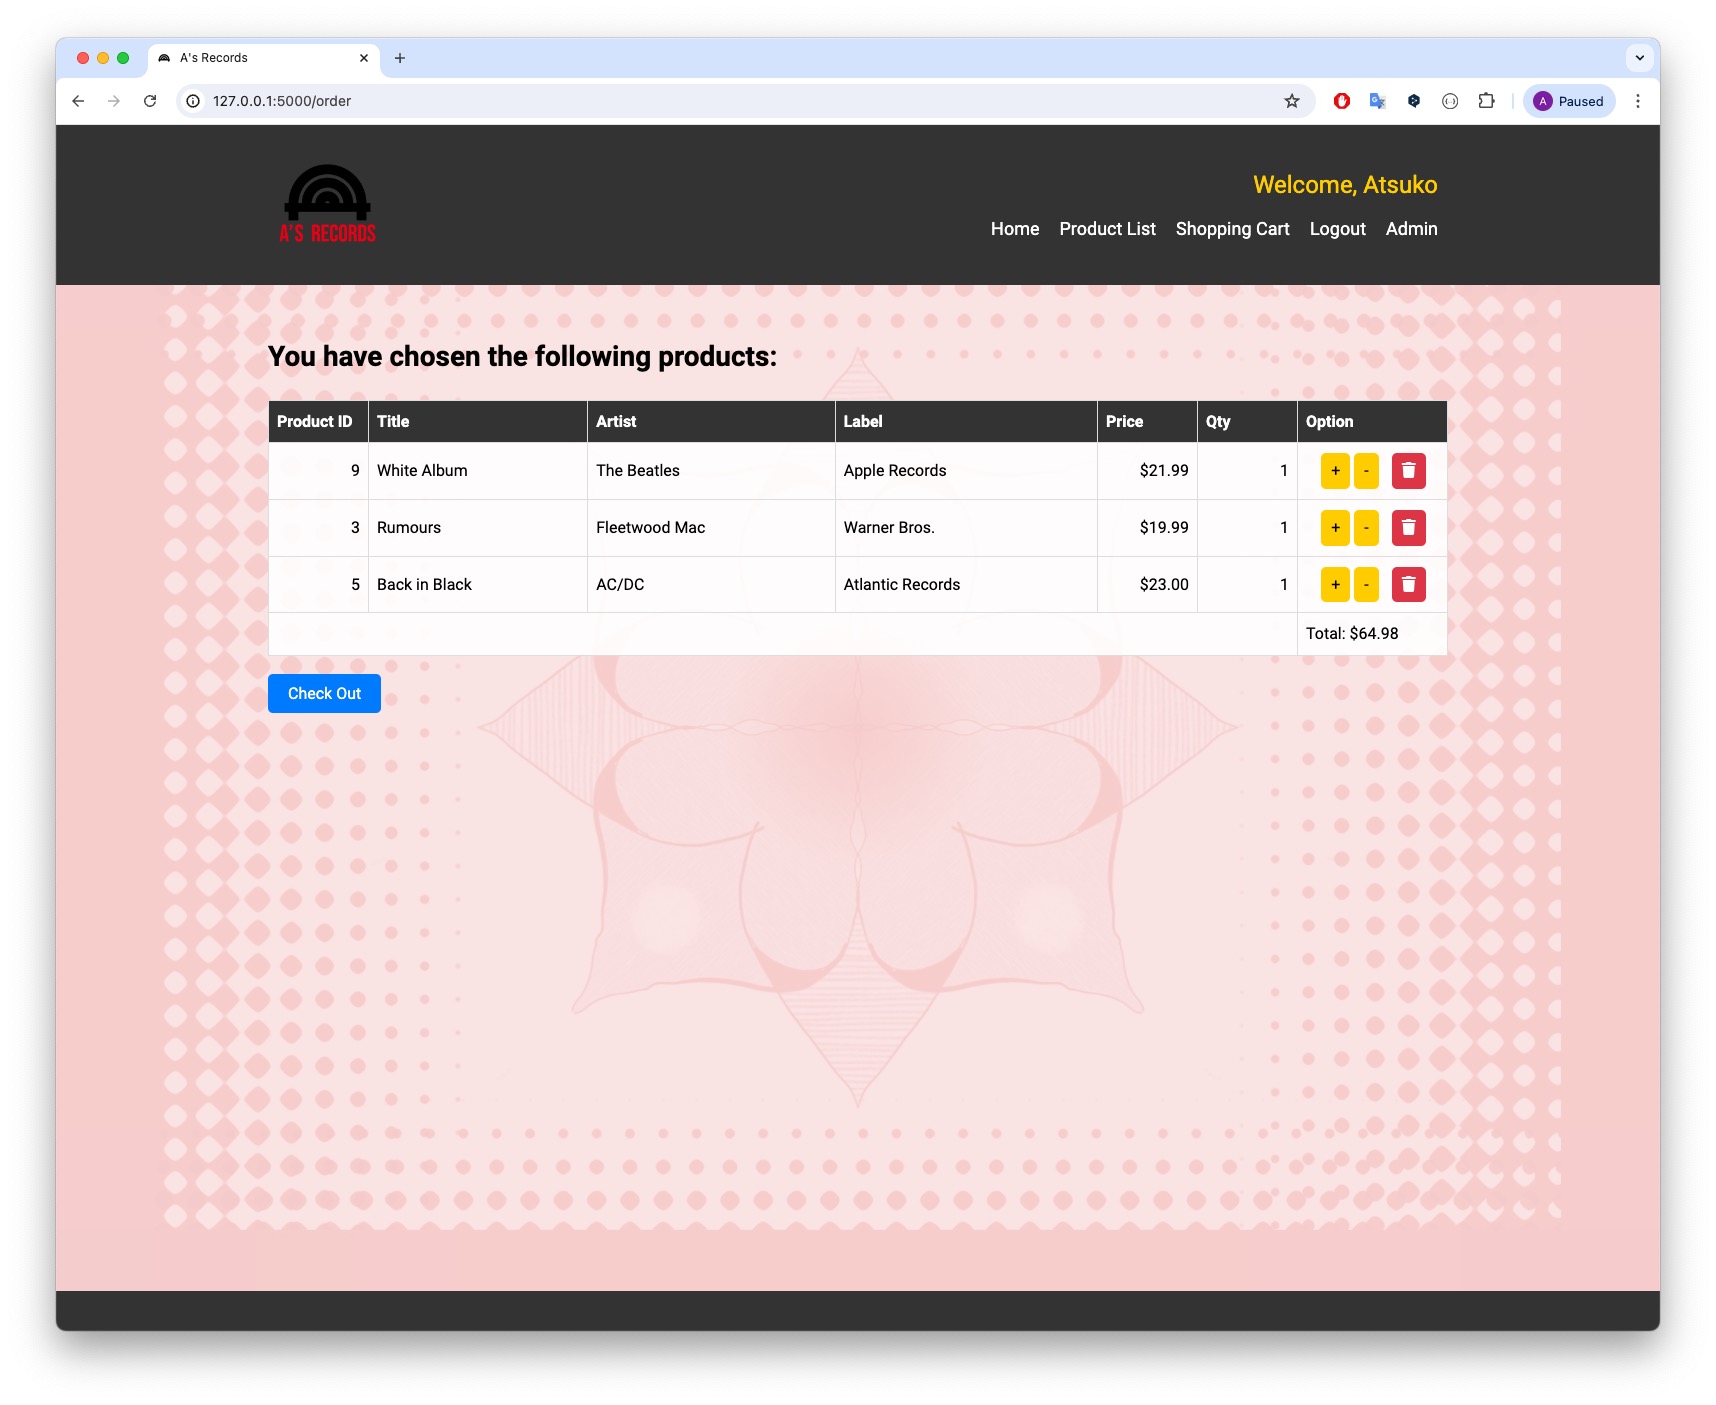 A's Records
127.0.0.1:5000/order
A Paused
A'S RECORDS
Welcome, Atsuko
Home Product List Shopping Cart Logout Admin
You have chosen the following products:
Product ID Title Artist Label Price Qty Option
9 White Album The Beatles Apple Records $21.99 1 + -
3 Rumours Fleetwood Mac Warner Bros. $19.99 1 + -
5 Back in Black AC/DC Atlantic Records $23.00 1 + -
Total: $64.98
Check Out